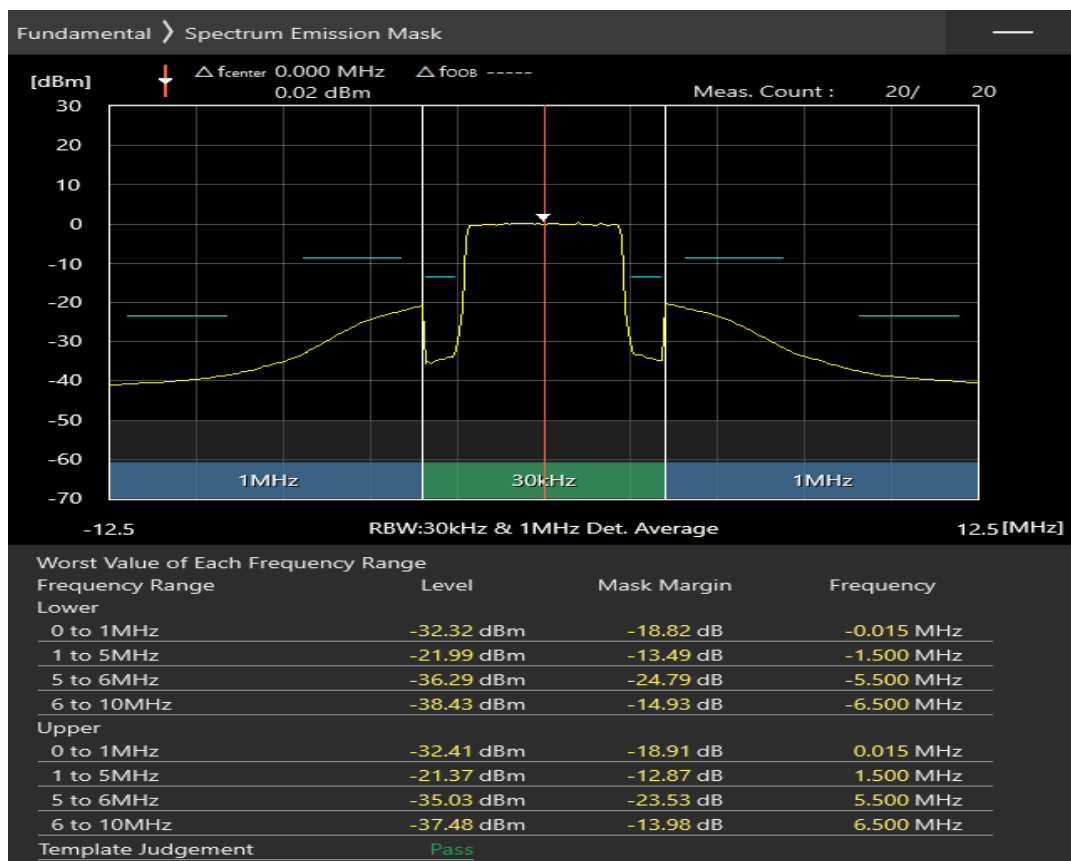 Fundamental ❯ Spectrum Emission Mask
[dBm] △ fcenter 0.000 MHz △ fOOB -----
0.02 dBm Meas. Count : 20/ 20
30
20
10
0
-10
-20
-30
-40
-50
-60
1MHz 30kHz 1MHz
-70
-12.5 RBW:30kHz & 1MHz Det. Average 12.5 [MHz]
Worst Value of Each Frequency Range
Frequency Range Level Mask Margin Frequency
Lower
0 to 1MHz -32.32 dBm -18.82 dB -0.015 MHz
1 to 5MHz -21.99 dBm -13.49 dB -1.500 MHz
5 to 6MHz -36.29 dBm -24.79 dB -5.500 MHz
6 to 10MHz -38.43 dBm -14.93 dB -6.500 MHz
Upper
0 to 1MHz -32.41 dBm -18.91 dB 0.015 MHz
1 to 5MHz -21.37 dBm -12.87 dB 1.500 MHz
5 to 6MHz -35.03 dBm -23.53 dB 5.500 MHz
6 to 10MHz -37.48 dBm -13.98 dB 6.500 MHz
Template Judgement Pass